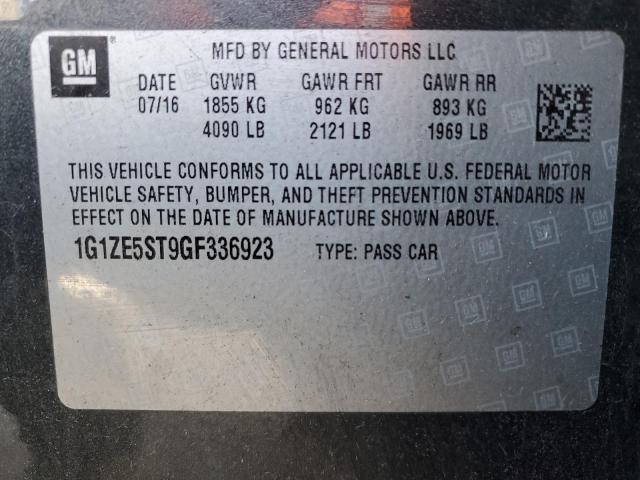 GM
MFD BY GENERAL MOTORS LLC
DATE GVWR GAWR FRT GAWR RR
07/16 1855 KG 962 KG 893 KG
4090 LB 2121 LB 1969 LB
THIS VEHICLE CONFORMS TO ALL APPLICABLE U.S. FEDERAL MOTOR
VEHICLE SAFETY, BUMPER, AND THEFT PREVENTION STANDARDS IN
EFFECT ON THE DATE OF MANUFACTURE SHOWN ABOVE.
1G1ZE5ST9GF336923 TYPE: PASS CAR